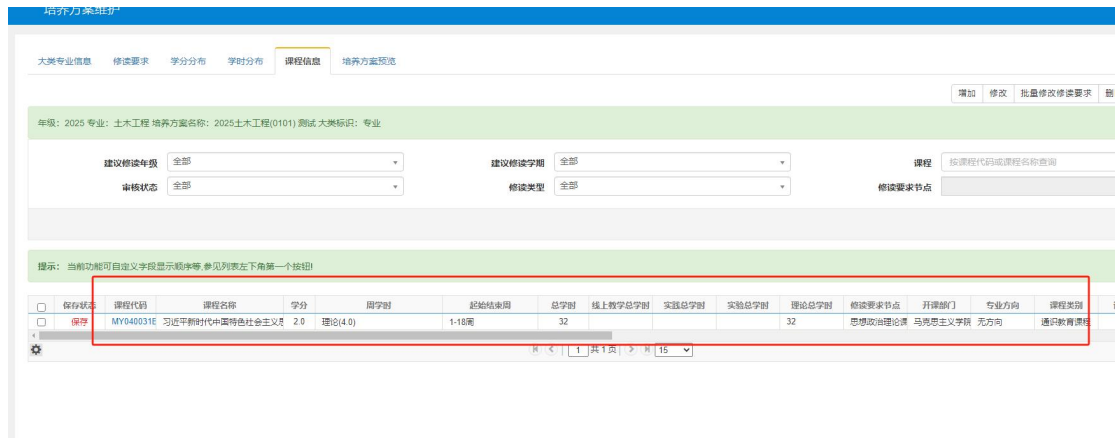 培养方案维护
大类专业信息 修读要求 学分分布 学时分布 课程信息 培养方案预览
增加 修改 批量修改修读要求
年级：2025 专业：土木工程 培养方案名称：2025土木工程(0101) 测试 大类标识：专业
建议修读年级 全部 建议修读学期 全部 课程 按课程代码或课程名称查询
审核状态 全部 修读类型 全部 修读要求节点
提示： 当前功能可自定义字段显示顺序等,参见列表左下角第一个按钮!
保存状态 课程代码 课程名称 学分 周学时 起始结束周 总学时 线上教学总学时 实践总学时 实验总学时 理论总学时 修读要求节点 开课部门 专业方向 课程类别
保存 MY040031E 习近平新时代中国特色社会主义思 2.0 理论(4.0) 1-18周 32 32 思想政治理论课 马克思主义学院 无方向 通识教育课程
1 共1页 15